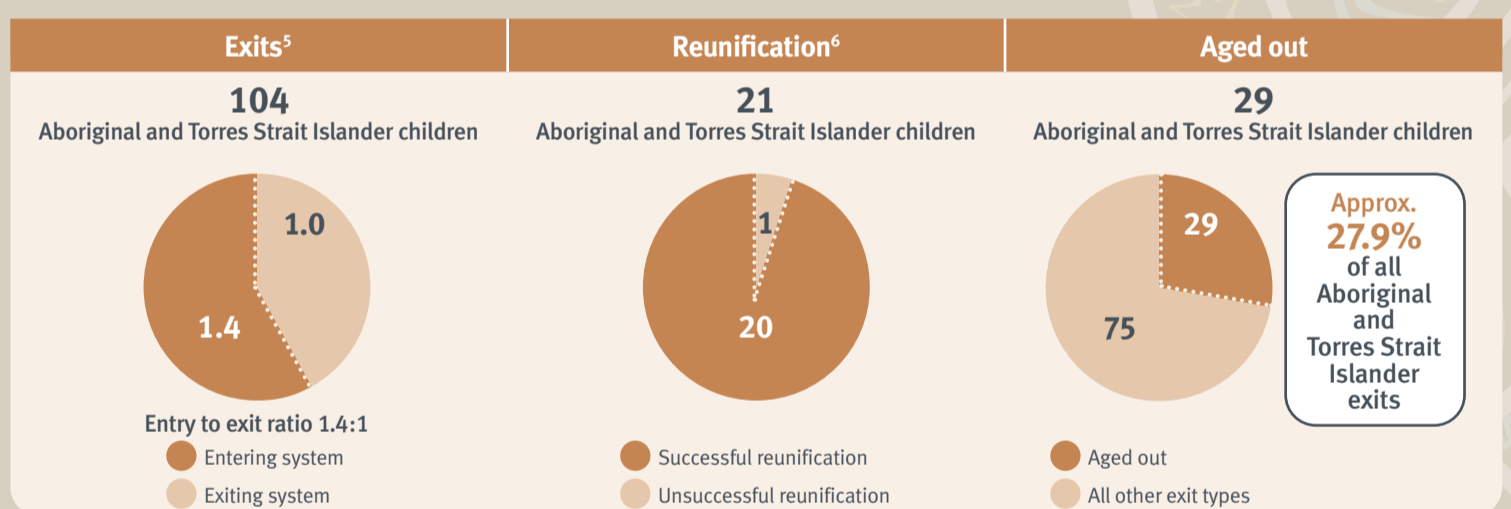 Exits⁵
104
Aboriginal and Torres Strait Islander children
1.0
1.4
Entry to exit ratio 1.4:1
Entering system
Exiting system
Reunification⁶
21
Aboriginal and Torres Strait Islander children
1
20
Successful reunification
Unsuccessful reunification
Aged out
29
Aboriginal and Torres Strait Islander children
29
75
Approx.
27.9%
of all
Aboriginal
and
Torres Strait
Islander
exits
Aged out
All other exit types